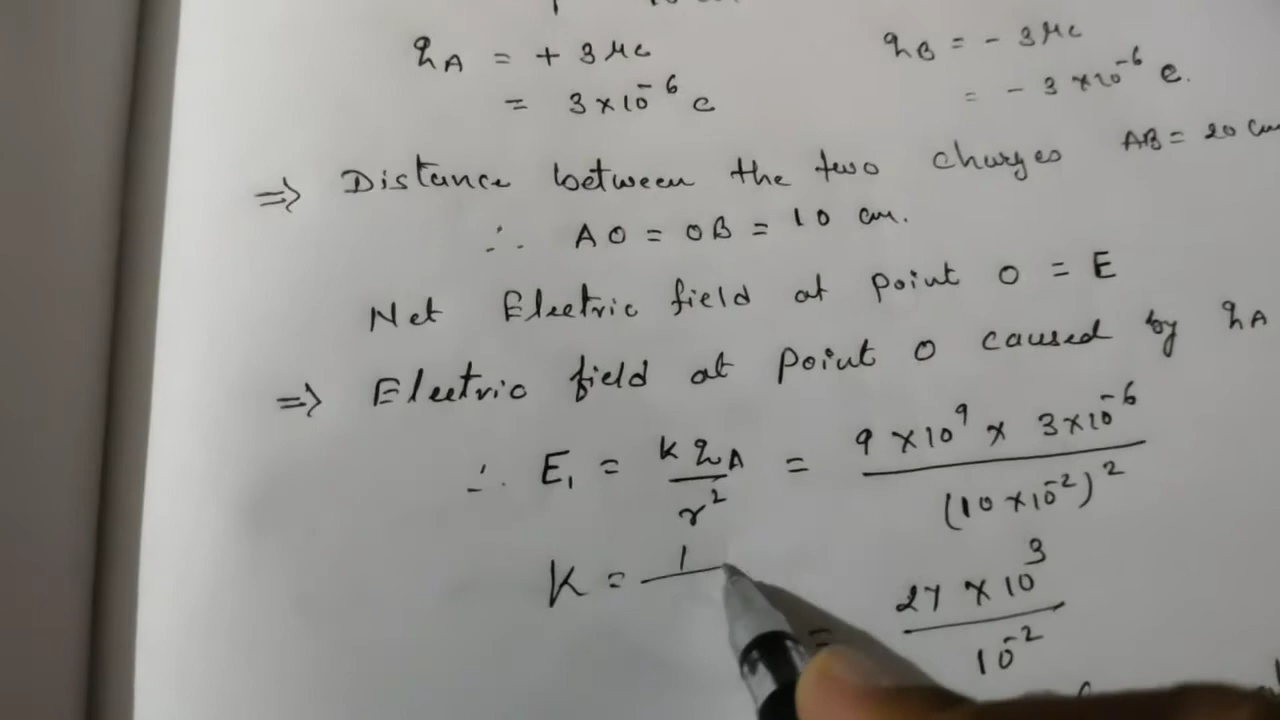 qA = + 3 μc qB = - 3 μc
= 3×10⁻⁶ c = - 3 ×10⁻⁶ c.
⇒ Distance between the two charges AB = 20 cm
∴ AO = OB = 10 cm.
Net Electric field at point O = E
⇒ Electric field at point O caused by qA
∴ E₁ = k qA / r² = 9 ×10⁹ × 3×10⁻⁶ / (10 ×10⁻²)²
K = 1
= 27 × 10³ / 10⁻²